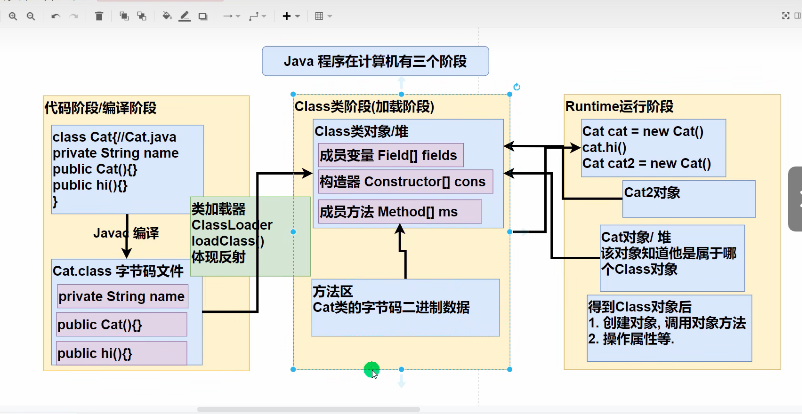 Java 程序在计算机有三个阶段
代码阶段/编译阶段
class Cat{//Cat.java
private String name
public Cat(){}
public hi(){}
}
Javac 编译
Cat.class 字节码文件
private String name
public Cat(){}
public hi(){}
类加载器
ClassLoader
loadClass()
体现反射
Class类阶段(加载阶段)
Class类对象/堆
成员变量 Field[] fields
构造器 Constructor[] cons
成员方法 Method[] ms
方法区
Cat类的字节码二进制数据
Runtime运行阶段
Cat cat = new Cat()
cat.hi()
Cat cat2 = new Cat()
Cat2对象
Cat对象/ 堆
该对象知道他是属于哪
个Class对象
得到Class对象后
1. 创建对象, 调用对象方法
2. 操作属性等.